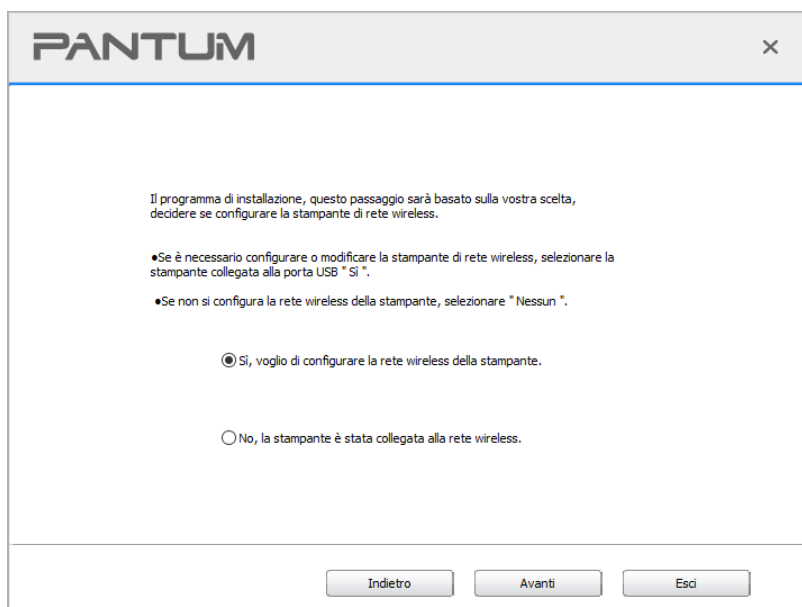 PANTUM
Il programma di installazione, questo passaggio sarà basato sulla vostra scelta,
decidere se configurare la stampante di rete wireless.
●Se è necessario configurare o modificare la stampante di rete wireless, selezionare la
stampante collegata alla porta USB " Sì ".
●Se non si configura la rete wireless della stampante, selezionare " Nessun ".
Sì, voglio di configurare la rete wireless della stampante.
No, la stampante è stata collegata alla rete wireless.
Indietro
Avanti
Esci